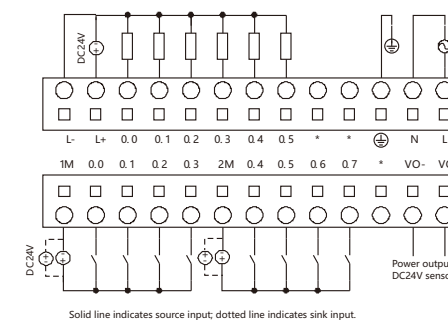 DC24V
L- L+ 0.0 0.1 0.2 0.3 0.4 0.5 * * N L
1M 0.0 0.1 0.2 0.3 2M 0.4 0.5 0.6 0.7 * VO-
DC24V
Power
DC24V
Solid line indicates source input; dotted line indicates sink input.